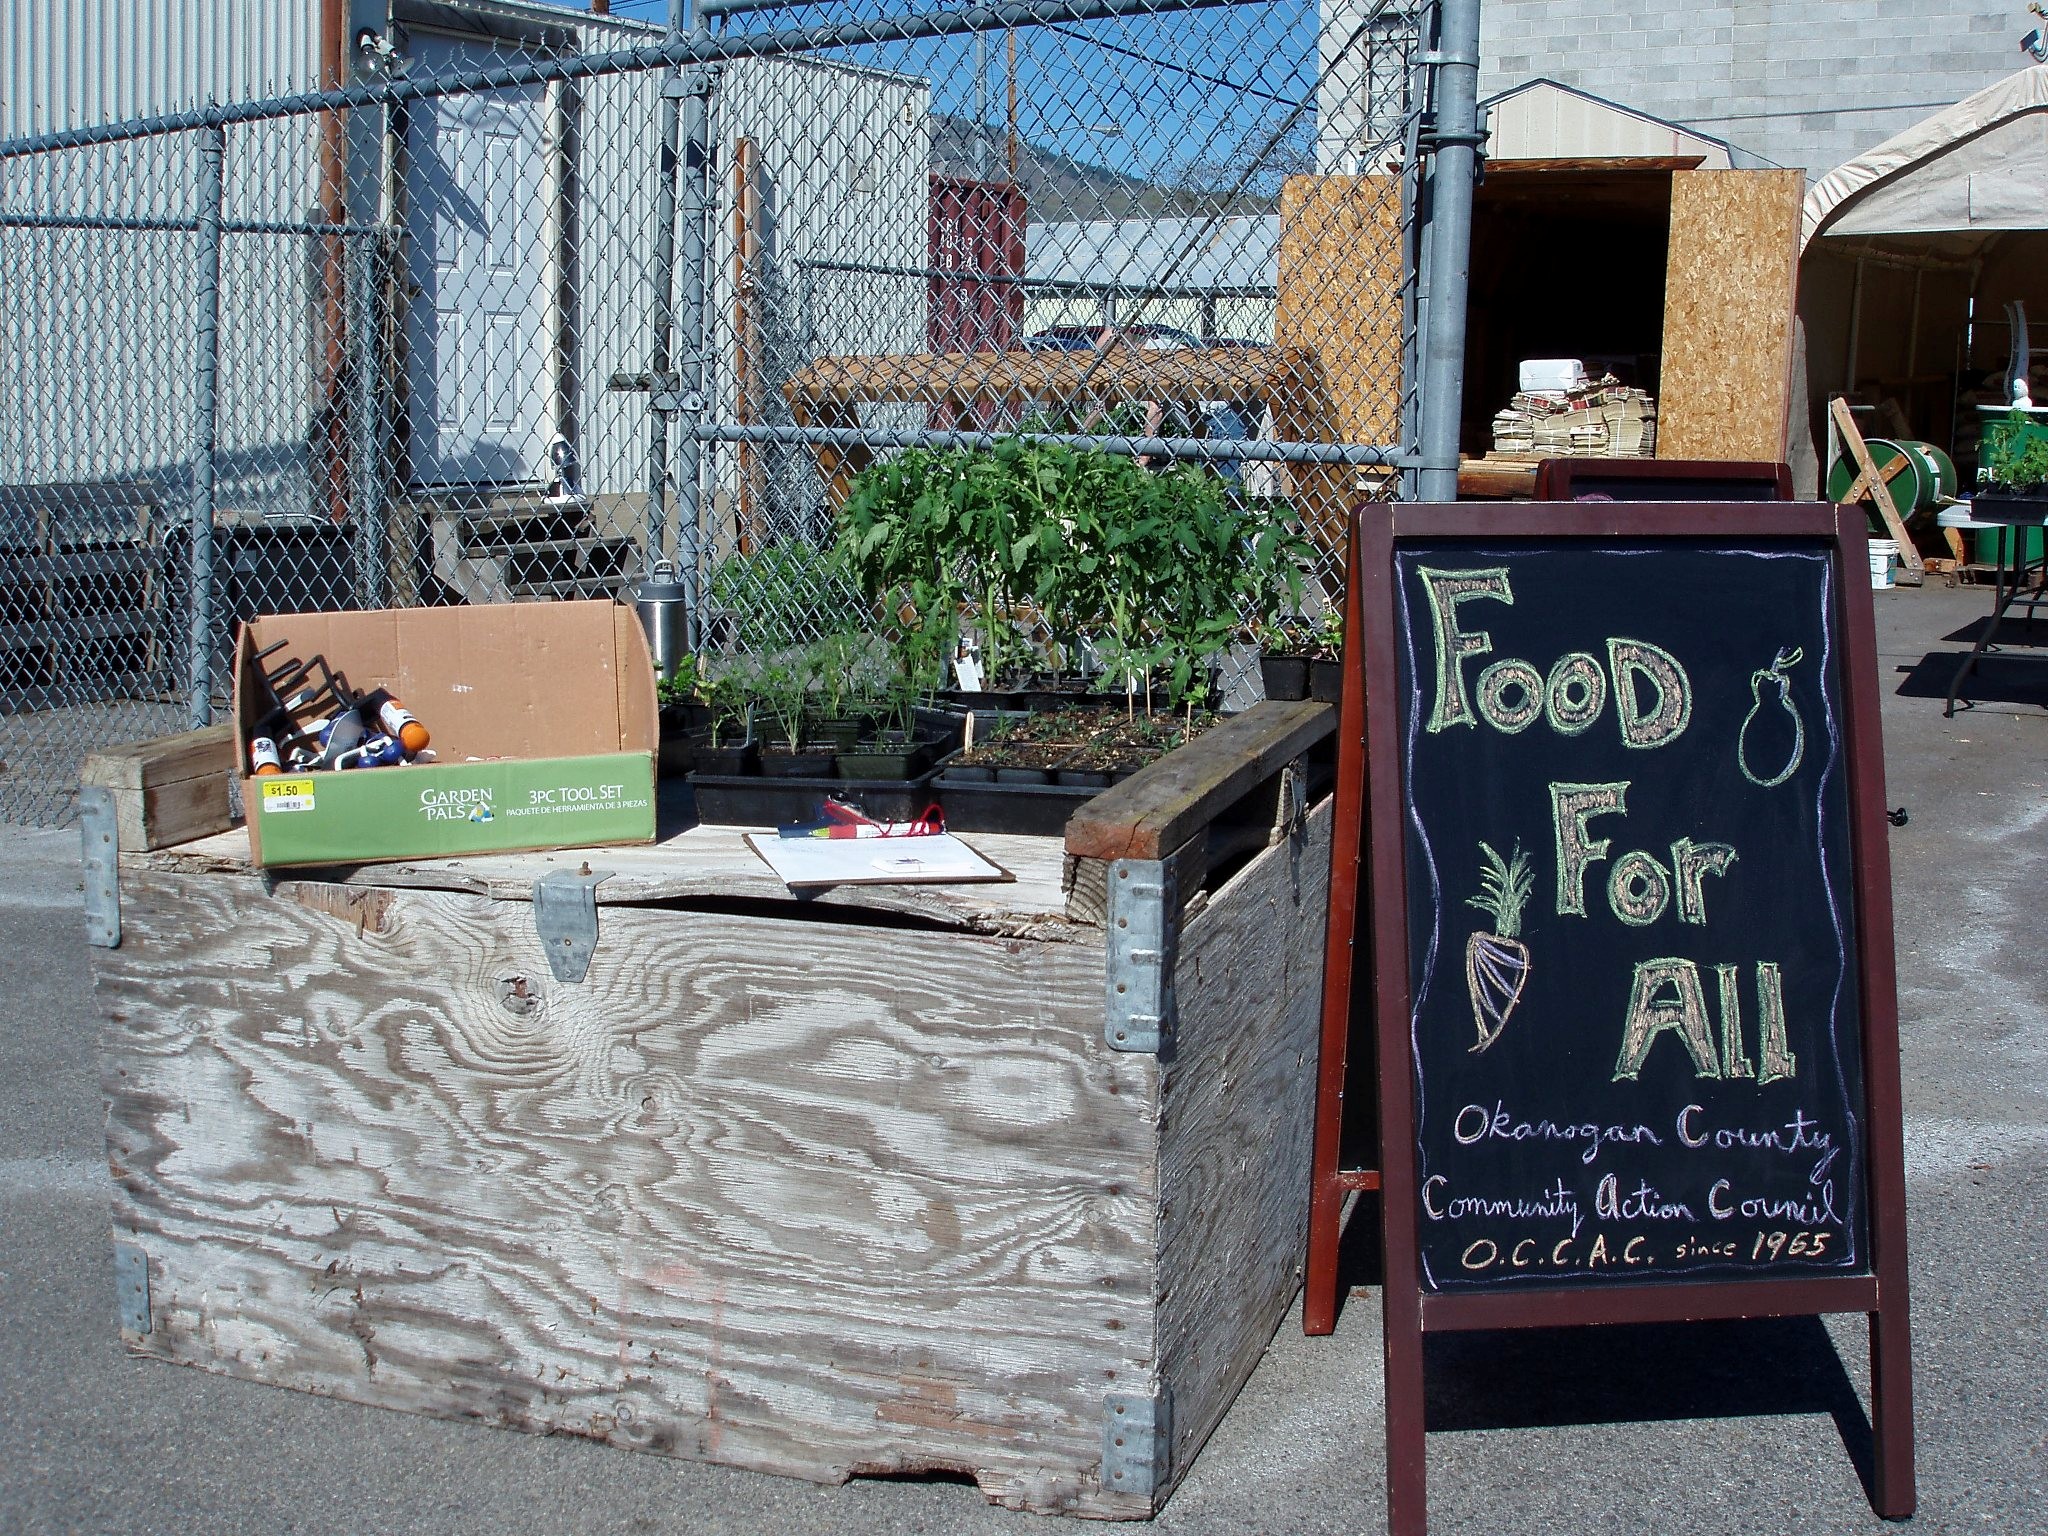 $1.50
GARDEN
PALS
3PC TOOL SET
PAQUETE DE HERRAMIENTA DE 3 PIEZAS
FOOD
FOR
ALL
Okanogan County
Community Action Council
O.C.C.A.C. since 1965